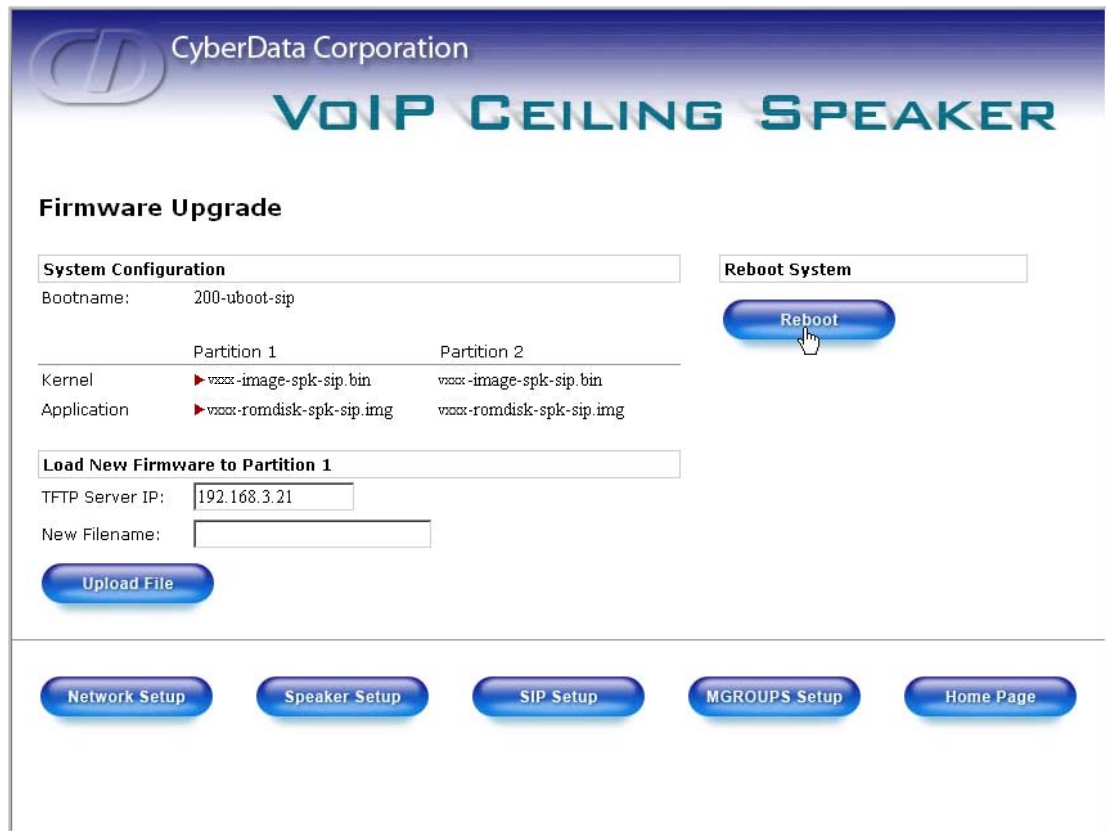 CyberData Corporation
VoIP Ceiling Speaker
Firmware Upgrade
System Configuration
Bootname: 200-uboot-sip
Partition 1 Partition 2
Kernel vxxx-image-spk-sip.bin vxxx-image-spk-sip.bin
Application vxxx-romdisk-spk-sip.img vxxx-romdisk-spk-sip.img
Load New Firmware to Partition 1
TFTP Server IP: 192.168.3.21
New Filename:
Upload File
Reboot System
Reboot
Network Setup Speaker Setup SIP Setup MGROUPS Setup Home Page